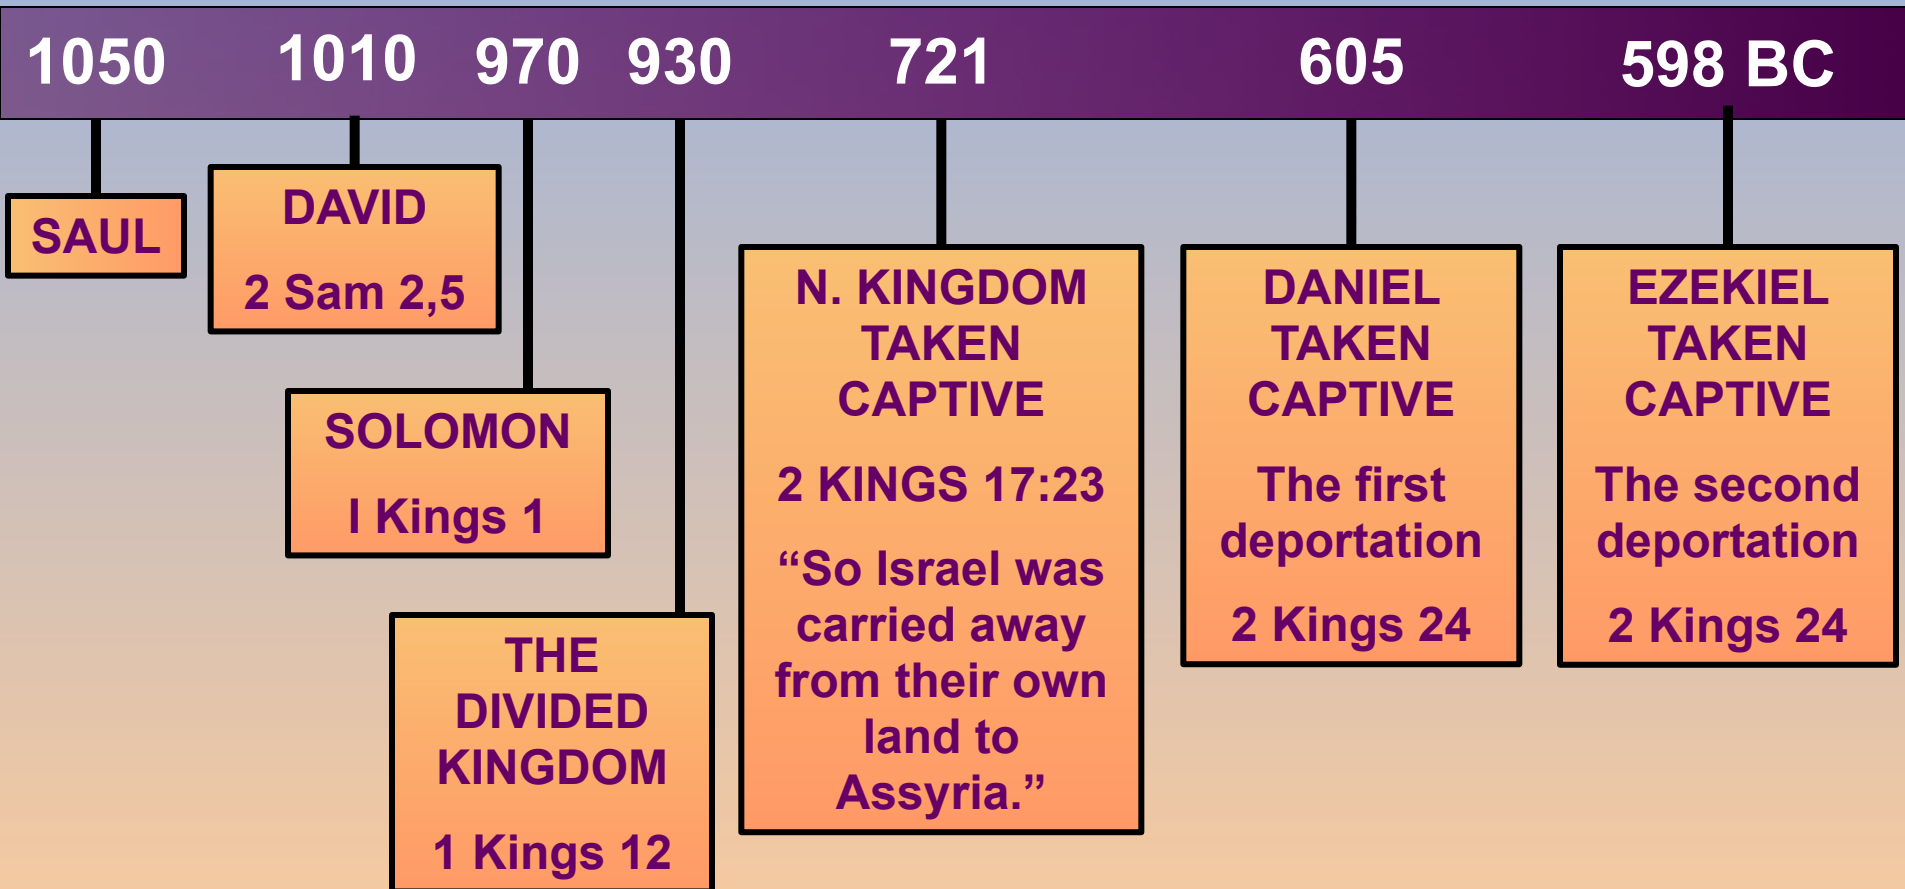 1050 1010 970 930 721 605 598 BC
SAUL
DAVID
2 Sam 2,5
SOLOMON
I Kings 1
THE
DIVIDED
KINGDOM
1 Kings 12
N. KINGDOM
TAKEN
CAPTIVE
2 KINGS 17:23
“So Israel was
carried away
from their own
land to
Assyria.”
DANIEL
TAKEN
CAPTIVE
The first
deportation
2 Kings 24
EZEKIEL
TAKEN
CAPTIVE
The second
deportation
2 Kings 24